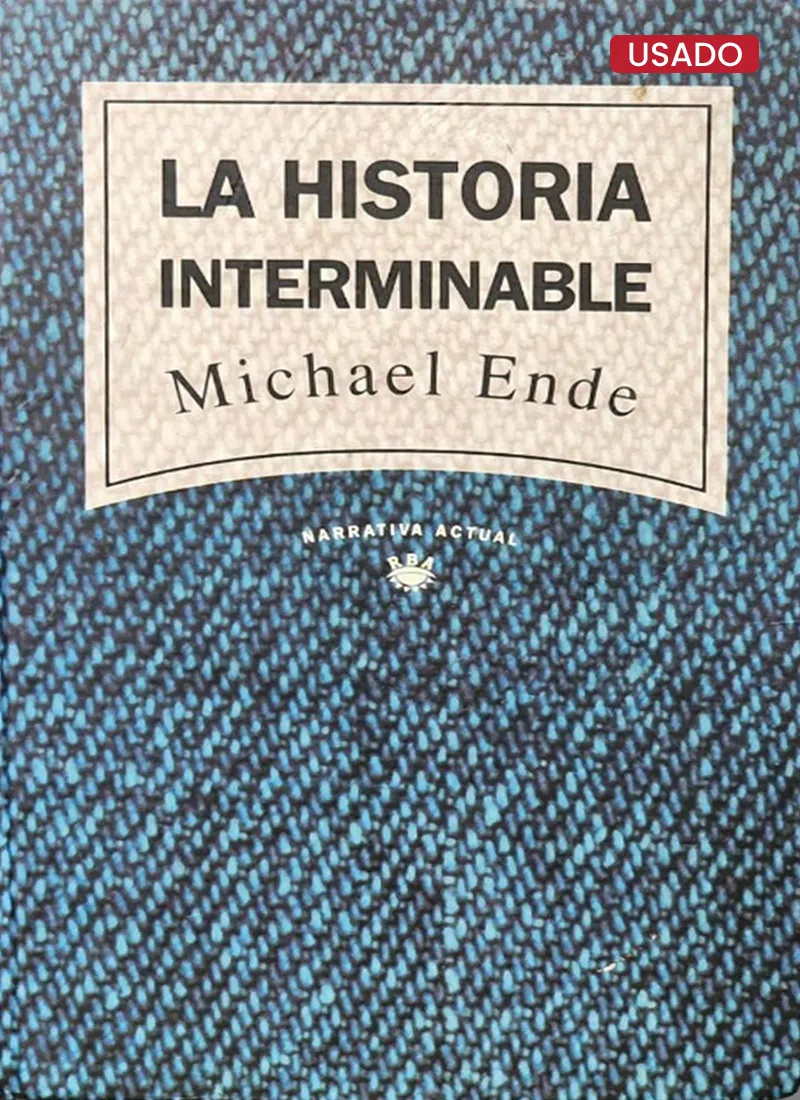 USADO
LA HISTORIA
INTERMINABLE
Michael Ende
NARRATIVA ACTUAL
RBA